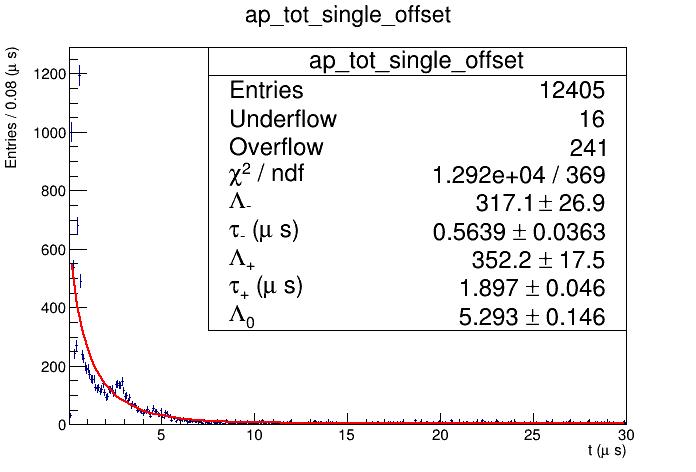 ap_tot_single_offset
Entries / 0.08 (μ s)
ap_tot_single_offset
Entries 12405
Underflow 16
Overflow 241
χ² / ndf 1.292e+04 / 369
Λ₋ 317.1 ± 26.9
τ₋ (μ s) 0.5639 ± 0.0363
Λ₊ 352.2 ± 17.5
τ₊ (μ s) 1.897 ± 0.046
Λ₀ 5.293 ± 0.146
1200
1000
800
600
400
200
0
5 10 15 20 25 30
t (μ s)